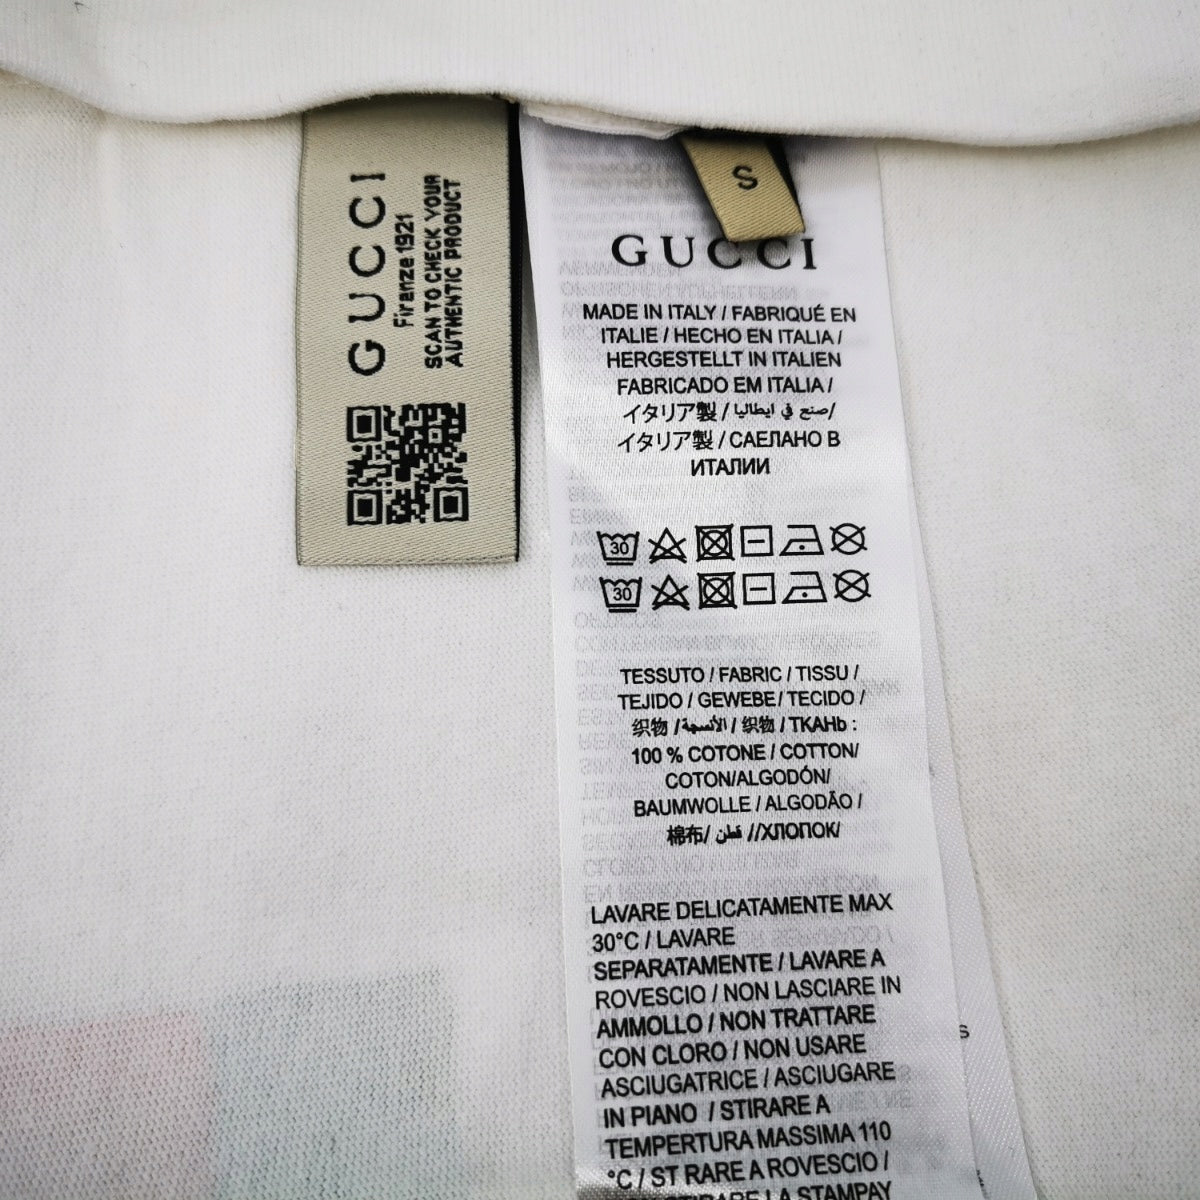 GUCCI
Firenze 1921
SCAN TO CHECK YOUR
AUTHENTIC PRODUCT
S
GUCCI
MADE IN ITALY / FABRIQUÉ EN
ITALIE / HECHO EN ITALIA /
HERGESTELLT IN ITALIEN
FABRICADO EM ITALIA /
イタリア製 / صنع في ايطاليا/
イタリア製 / CAEЛAHO B
ИТАЛИИ
30
30
TESSUTO / FABRIC / TISSU /
TEJIDO / GEWEBE/ TECIDO /
织物 /الأنسجة / 织物 / TKAHb :
100 % COTONE / COTTON/
COTON/ALGODÓN/
BAUMWOLLE / ALGODÃO /
棉布/ قطن //ХЛОПОК/
LAVARE DELICATAMENTE MAX
30°C / LAVARE
SEPARATAMENTE / LAVARE A
ROVESCIO / NON LASCIARE IN
AMMOLLO / NON TRATTARE
CON CLORO / NON USARE
ASCIUGATRICE / ASCIUGARE
IN PIANO / STIRARE A
TEMPERTURA MASSIMA 110
°C / ST RARE A ROVESCIO /
STAMPAY